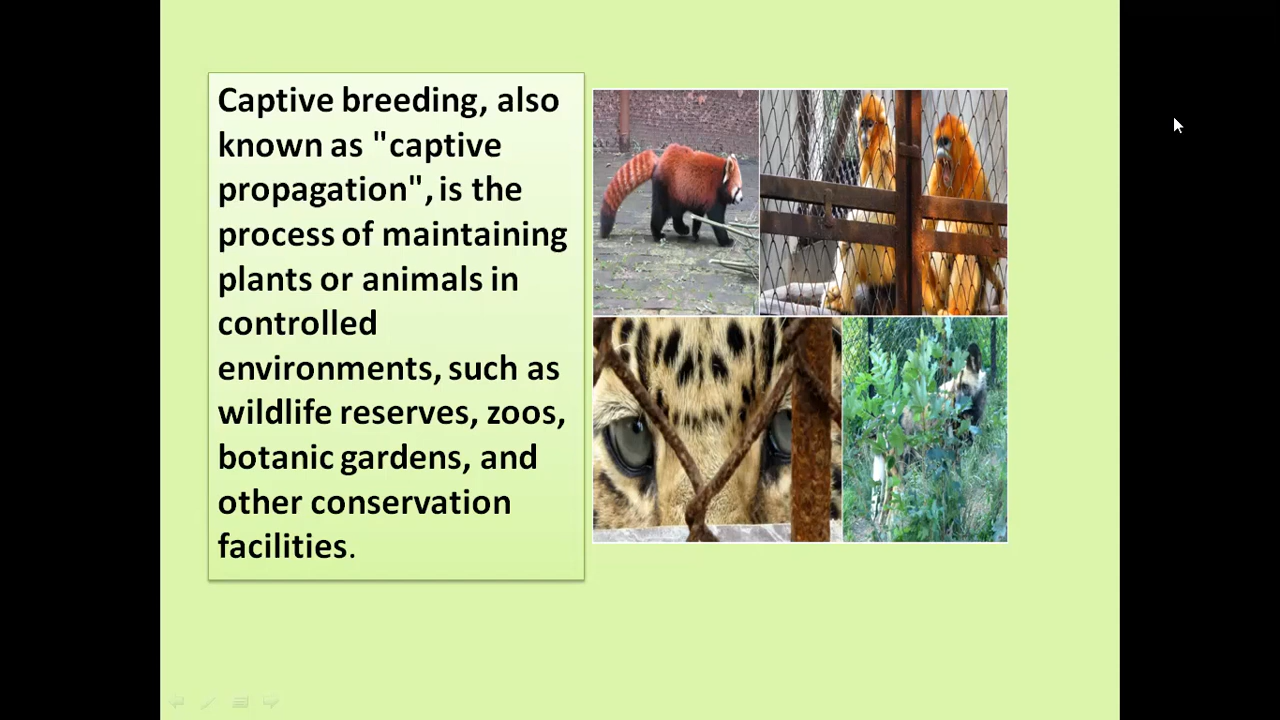 Captive breeding, also
known as "captive
propagation", is the
process of maintaining
plants or animals in
controlled
environments, such as
wildlife reserves, zoos,
botanic gardens, and
other conservation
facilities.